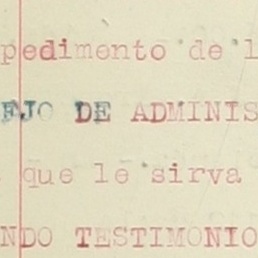 pedimento de l
EJO DE ADMINIS
que le sirva
NDO TESTIMONIO